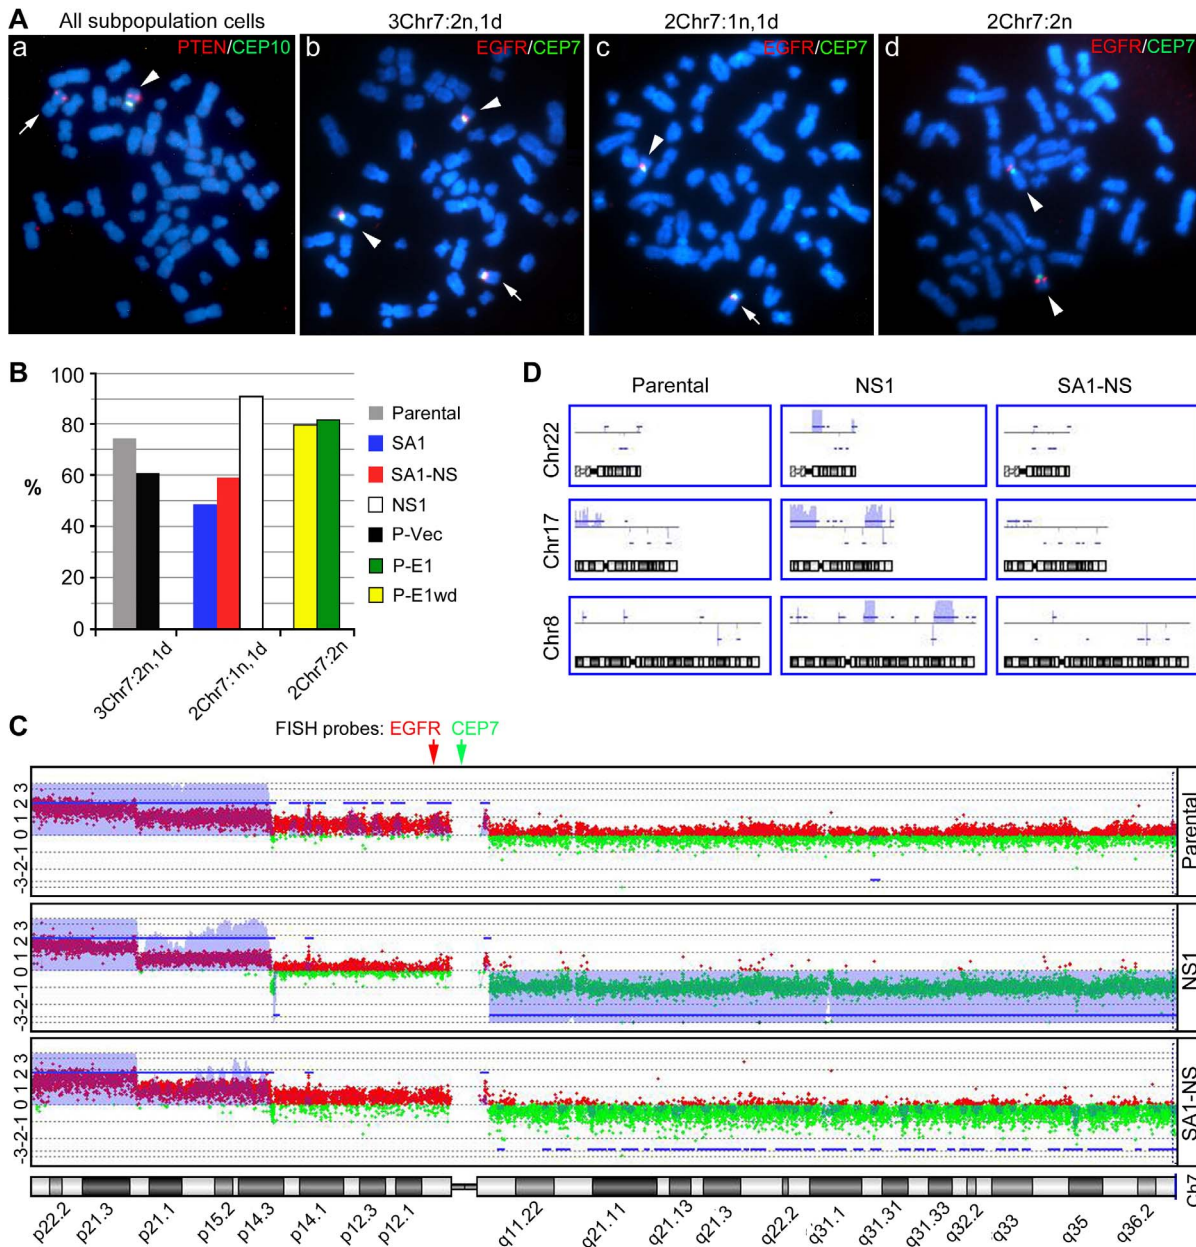 A
All subpopulation cells
3Chr7:2n,1d
2Chr7:1n,1d
2Chr7:2n
a
PTEN/CEP10
b
EGFR/CEP7
c
EGFR/CEP7
d
EGFR/CEP7
B
100
80
60
40
20
0
%
3Chr7:2n,1d
2Chr7:1n,1d
2Chr7:2n
Parental
SA1
SA1-NS
NS1
P-Vec
P-E1
P-E1wd
D
Parental
NS1
SA1-NS
Chr22
Chr17
Chr8
C
FISH probes: EGFR CEP7
-3-2-1 0 1 2 3
Parental
-3-2-1 0 1 2 3
NS1
-3-2-1 0 1 2 3
SA1-NS
Ch7
p22.2
p21.3
p21.1
p15.2
p14.3
p14.1
p12.3
p12.1
q11.22
q21.11
q21.13
q21.3
q22.2
q31.1
q31.31
q31.33
q32.2
q33
q35
q36.2